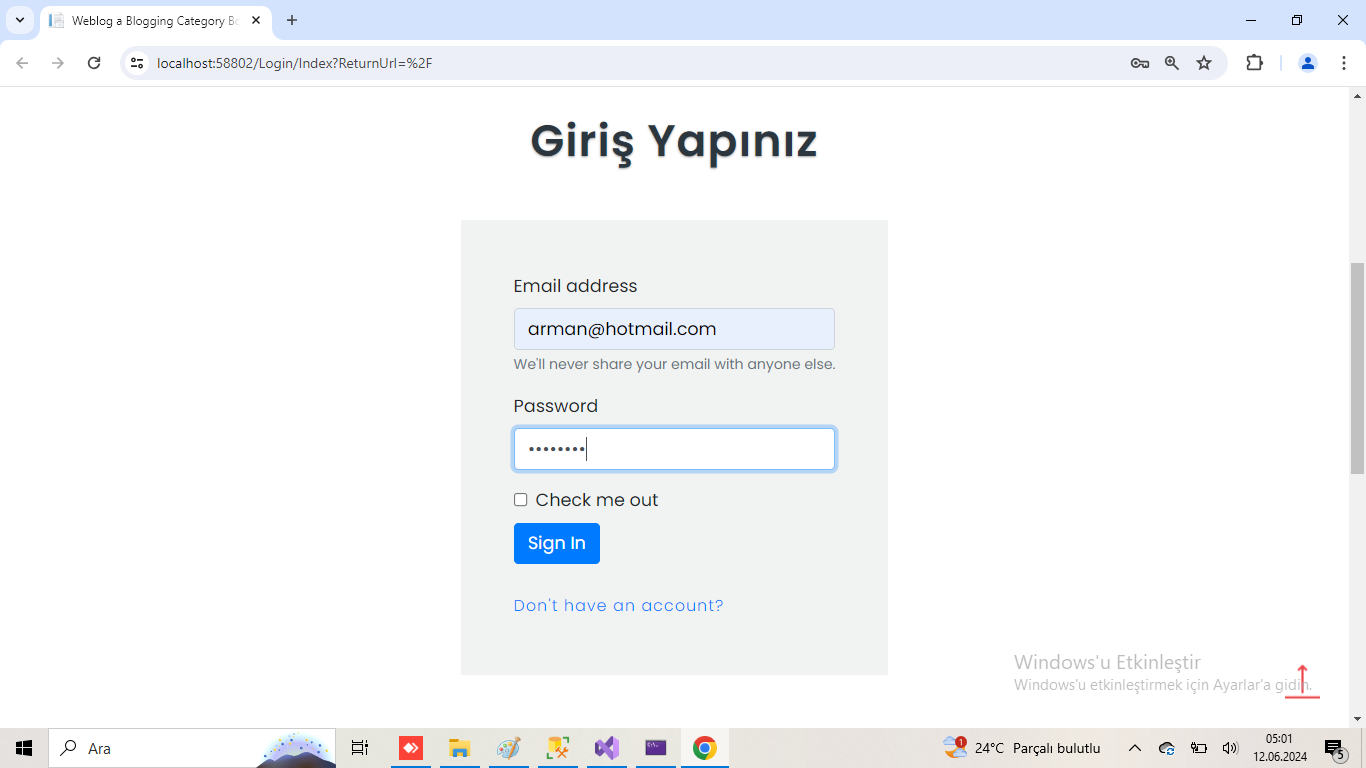 Weblog a Blogging Category Bo
localhost:58802/Login/Index?ReturnUrl=%2F
Giriş Yapınız
Email address
arman@hotmail.com
We'll never share your email with anyone else.
Password
••••••••
Check me out
Sign In
Don't have an account?
Windows'u Etkinleştir
Windows'u etkinleştirmek için Ayarlar'a gidin.
Ara
1
24°C Parçalı bulutlu
05:01
12.06.2024
5